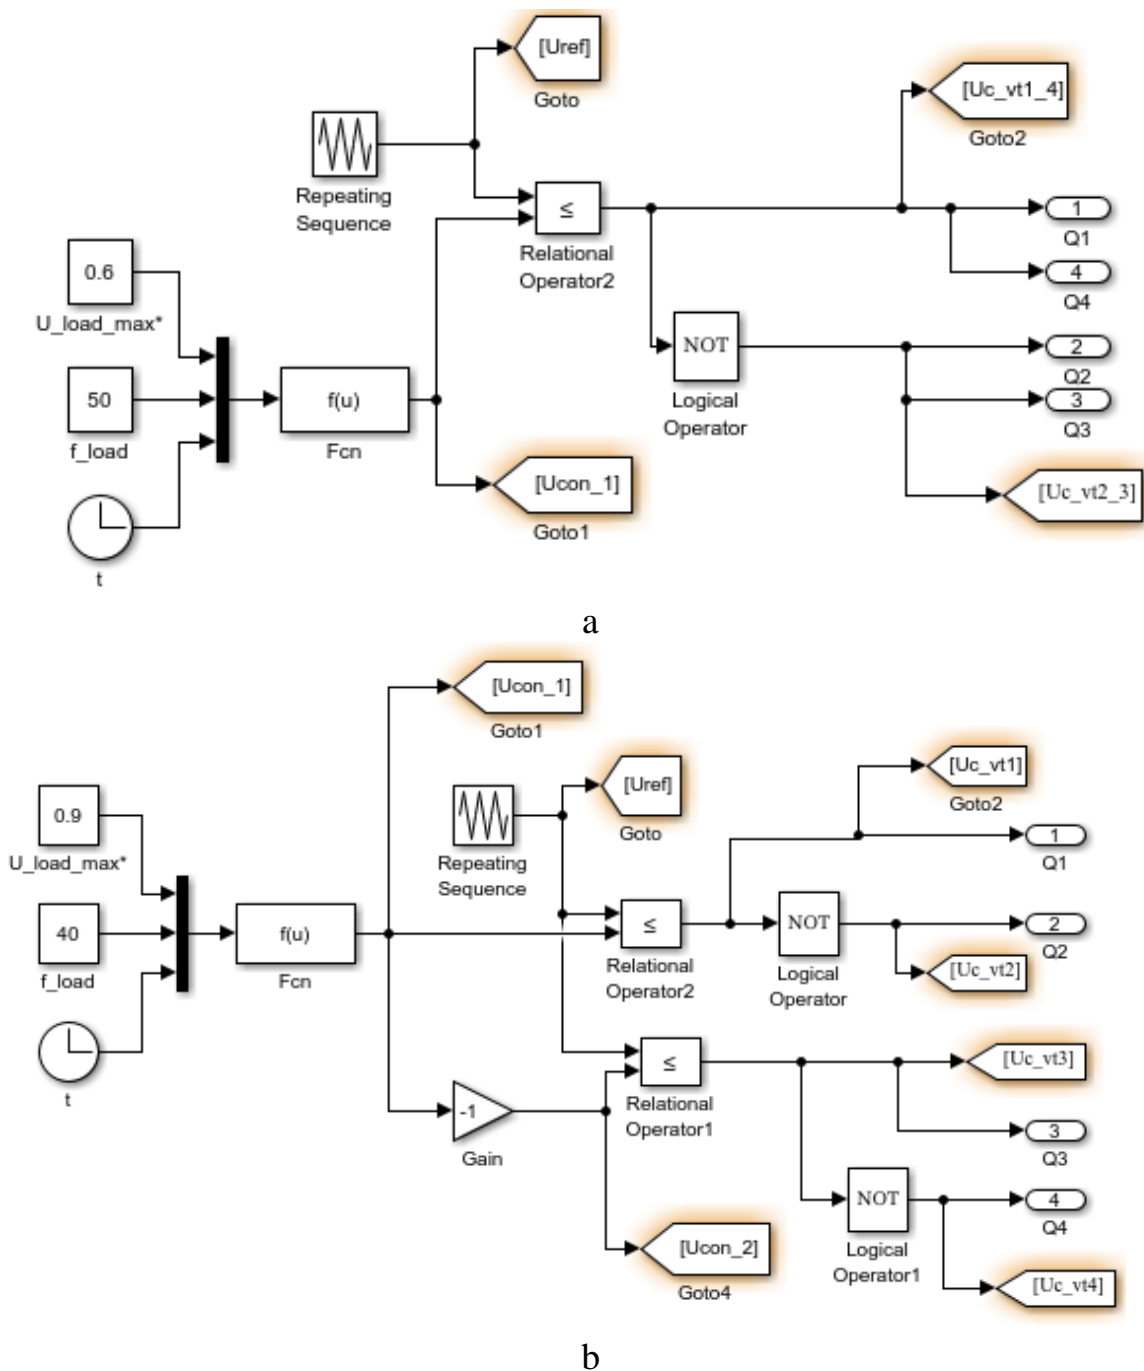 [Uref]
Goto
[Uc_vt1_4]
Goto2
Repeating
Sequence
≤
Relational
Operator2
1
Q1
4
Q4
0.6
U_load_max*
NOT
Logical
Operator
2
Q2
3
Q3
50
f_load
f(u)
Fcn
[Ucon_1]
Goto1
[Uc_vt2_3]
t
a
[Ucon_1]
Goto1
[Uref]
Goto
[Uc_vt1]
Goto2
0.9
U_load_max*
Repeating
Sequence
1
Q1
40
f_load
f(u)
Fcn
≤
Relational
Operator2
NOT
Logical
Operator
2
Q2
[Uc_vt2]
t
≤
Relational
Operator1
[Uc_vt3]
-1
Gain
3
Q3
NOT
Logical
Operator1
4
Q4
[Ucon_2]
Goto4
[Uc_vt4]
b